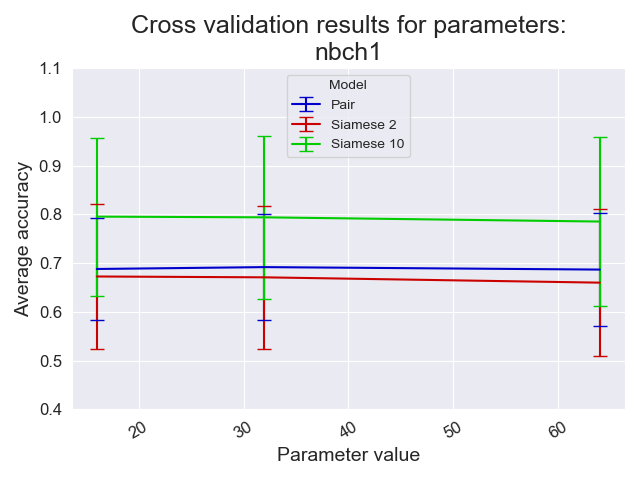 Cross validation results for parameters:
nbch1
Model
Pair
Siamese 2
Siamese 10
Average accuracy
1.1
1.0
0.9
0.8
0.7
0.6
0.5
0.4
20
30
40
50
60
Parameter value